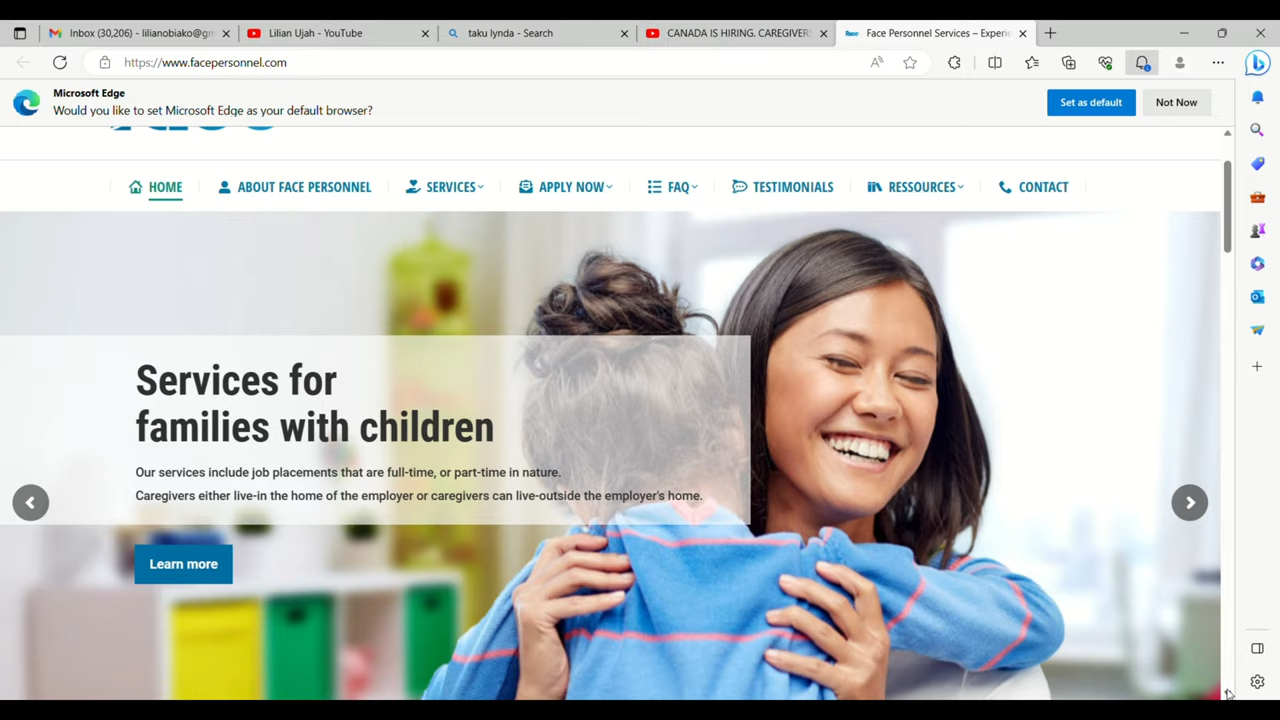 Inbox (30,206) - lilianobiako@gm
Lilian Ujah - YouTube
taku lynda - Search
CANADA IS HIRING. CAREGIVERS
Face Personnel Services – Experie
https://www.facepersonnel.com
Microsoft Edge
Would you like to set Microsoft Edge as your default browser?
Set as default
Not Now
HOME
ABOUT FACE PERSONNEL
SERVICES
APPLY NOW
FAQ
TESTIMONIALS
RESSOURCES
CONTACT
Services for
families with children
Our services include job placements that are full-time, or part-time in nature.
Caregivers either live-in the home of the employer or caregivers can live-outside the employer's home.
Learn more